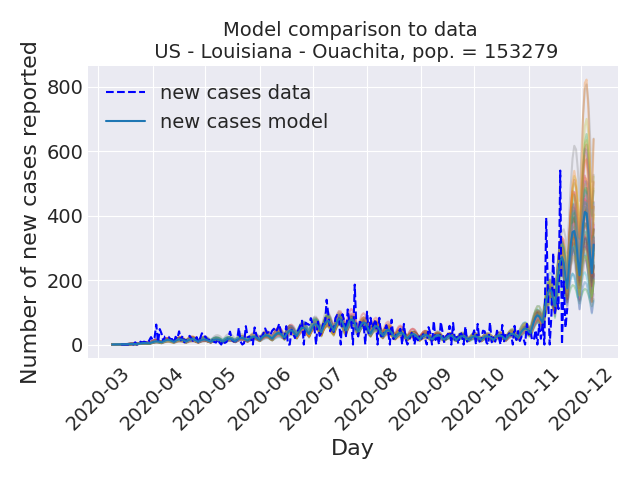 Model comparison to data
US - Louisiana - Ouachita, pop. = 153279
Number of new cases reported
800
600
400
200
0
new cases data
new cases model
2020-03
2020-04
2020-05
2020-06
2020-07
2020-08
2020-09
2020-10
2020-11
2020-12
Day